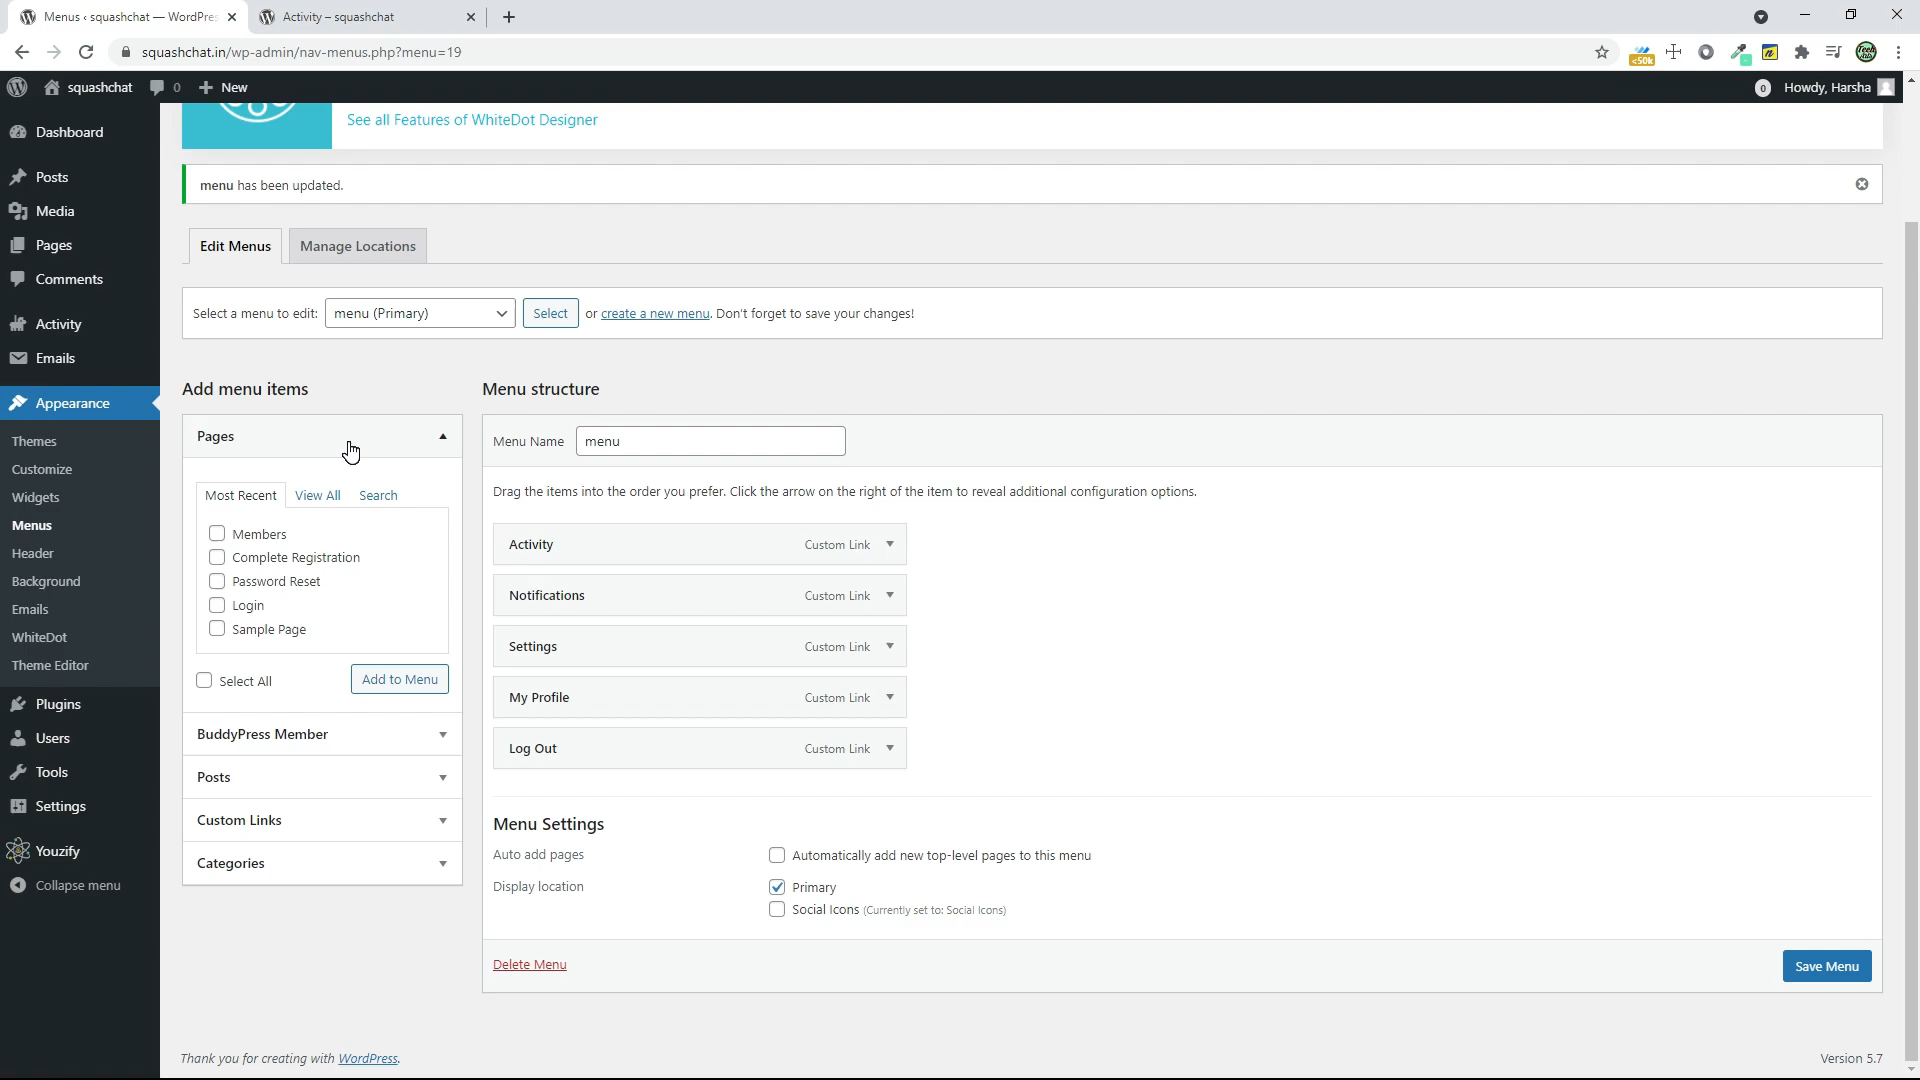 Menus ‹ squashchat — WordPres
Activity – squashchat
squashchat.in/wp-admin/nav-menus.php?menu=19
<50k
squashchat
0
New
0
Howdy, Harsha
Dashboard
Posts
Media
Pages
Comments
Activity
Emails
Appearance
Themes
Customize
Widgets
Menus
Header
Background
Emails
WhiteDot
Theme Editor
Plugins
Users
Tools
Settings
Youzify
Collapse menu
See all Features of WhiteDot Designer
menu has been updated.
Edit Menus
Manage Locations
Select a menu to edit: menu (Primary) Select or create a new menu. Don't forget to save your changes!
Add menu items
Pages
Most Recent View All Search
Members
Complete Registration
Password Reset
Login
Sample Page
Select All
Add to Menu
BuddyPress Member
Posts
Custom Links
Categories
Menu structure
Menu Name menu
Drag the items into the order you prefer. Click the arrow on the right of the item to reveal additional configuration options.
Activity Custom Link
Notifications Custom Link
Settings Custom Link
My Profile Custom Link
Log Out Custom Link
Menu Settings
Auto add pages
Automatically add new top-level pages to this menu
Display location
Primary
Social Icons (Currently set to: Social Icons)
Delete Menu
Save Menu
Thank you for creating with WordPress.
Version 5.7